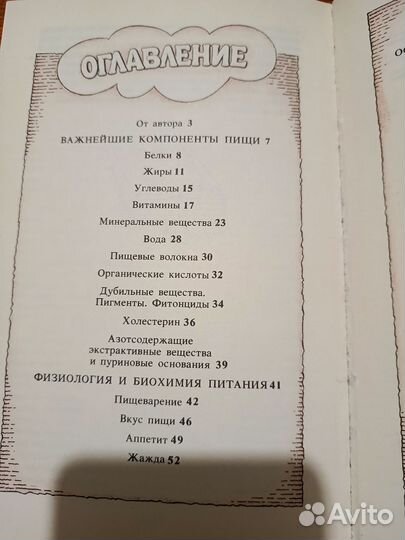 ОГЛАВЛЕНИЕ
От автора 3
ВАЖНЕЙШИЕ КОМПОНЕНТЫ ПИЩИ 7
Белки 8
Жиры 11
Углеводы 15
Витамины 17
Минеральные вещества 23
Вода 28
Пищевые волокна 30
Органические кислоты 32
Дубильные вещества.
Пигменты. Фитонциды 34
Холестерин 36
Азотсодержащие
экстрактивные вещества
и пуриновые основания 39
ФИЗИОЛОГИЯ И БИОХИМИЯ ПИТАНИЯ 41
Пищеварение 42
Вкус пищи 46
Аппетит 49
Жажда 52
Avito